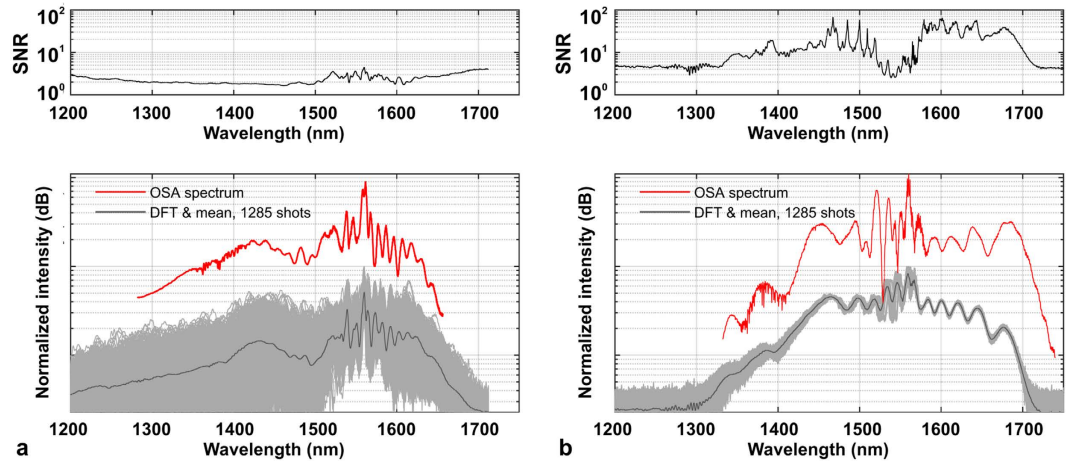 SNR
10²
10¹
10⁰
1200 1300 1400 1500 1600 1700
Wavelength (nm)
Normalized intensity (dB)
OSA spectrum
DFT & mean, 1285 shots
1200 1300 1400 1500 1600 1700
Wavelength (nm)
a
SNR
10²
10¹
10⁰
1200 1300 1400 1500 1600 1700
Wavelength (nm)
Normalized intensity (dB)
OSA spectrum
DFT & mean, 1285 shots
1200 1300 1400 1500 1600 1700
Wavelength (nm)
b